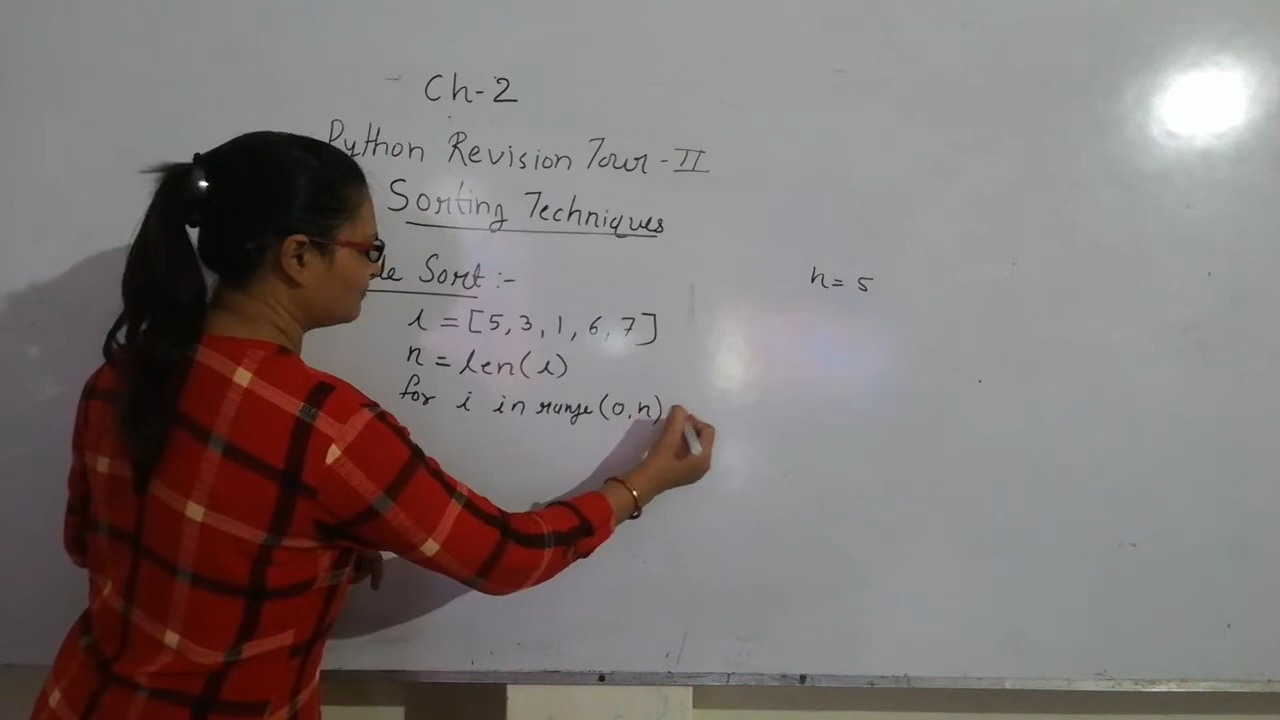 Ch-2
Python Revision Tour - II
Sorting Techniques
le Sort :-
n = 5
l = [5, 3, 1, 6, 7]
n = len(l)
for i in range(0, n)